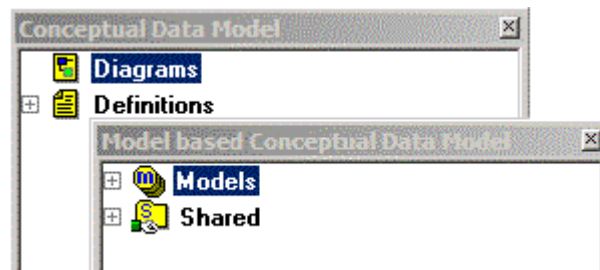 Conceptual Data Model
Diagrams
Definitions
Model based Conceptual Data Model
Models
Shared